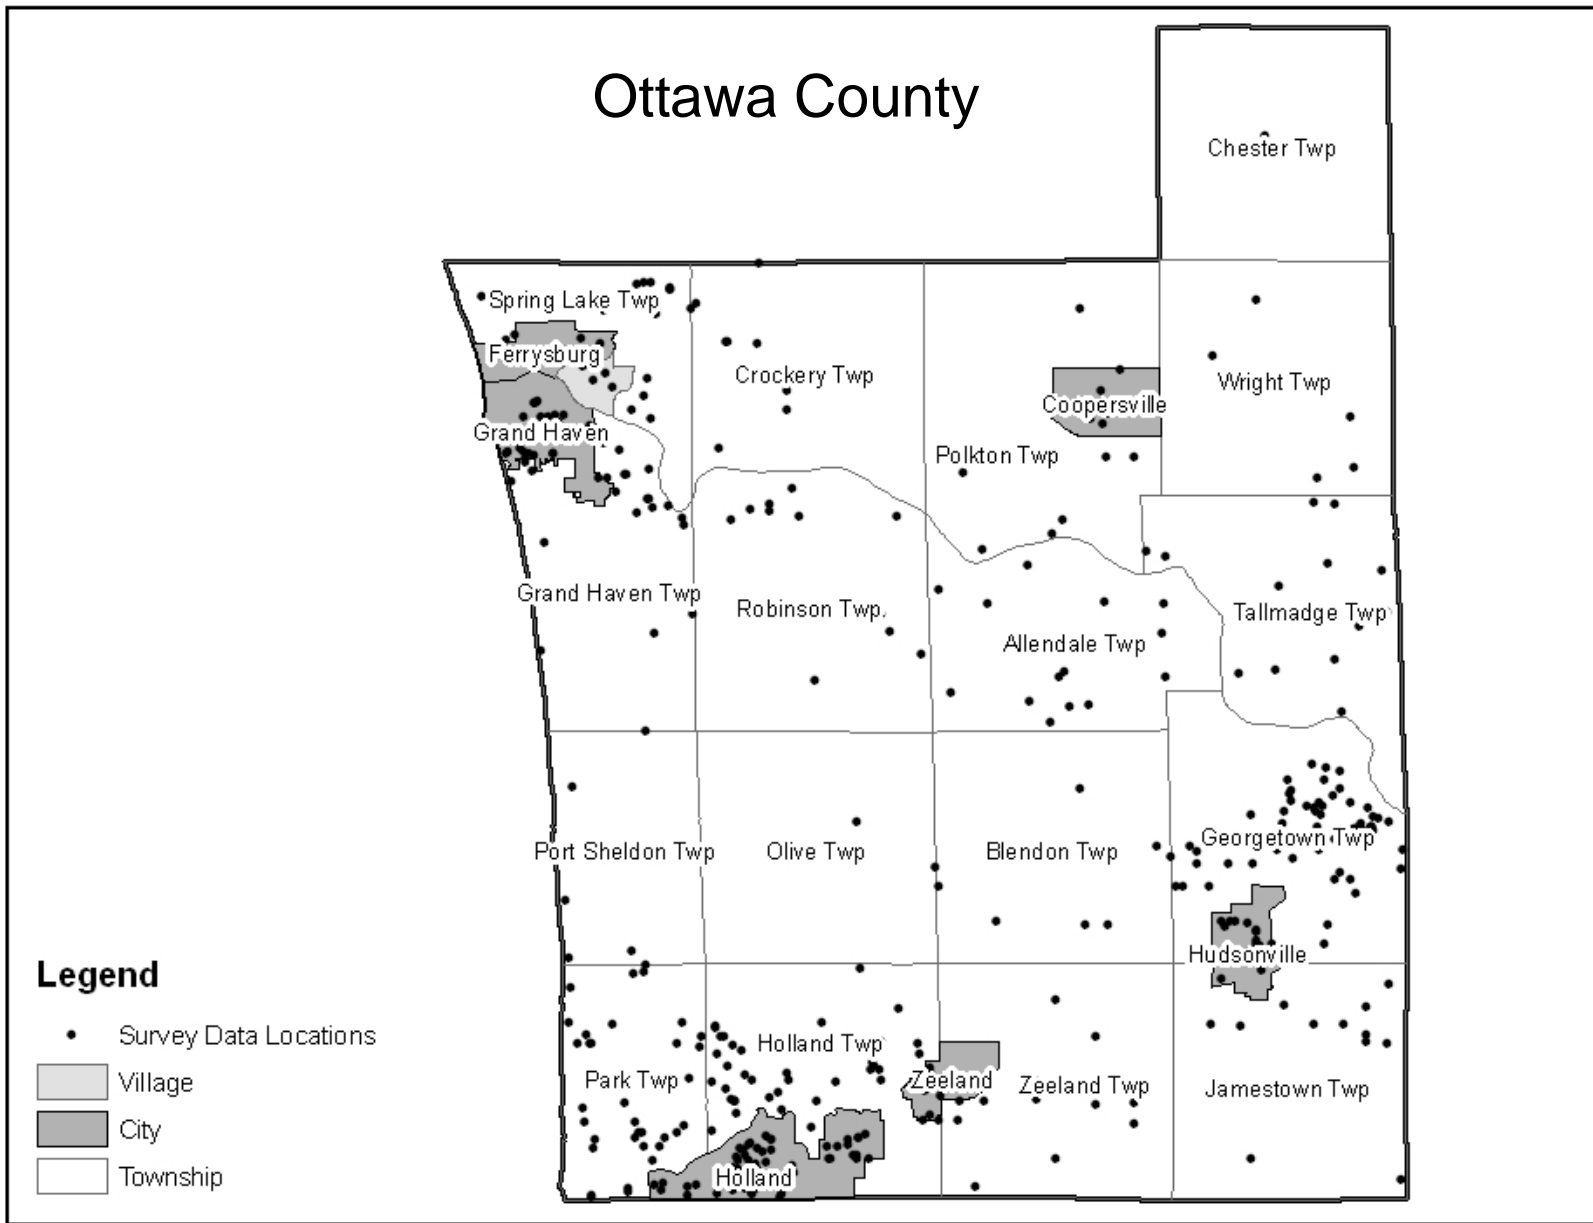 Ottawa County
Chester Twp
Spring Lake Twp
Ferrysburg
Crockery Twp
Wright Twp
Coopersville
Grand Haven
Polkton Twp
Grand Haven Twp
Robinson Twp.
Tallmadge Twp
Allendale Twp
Georgetown Twp
Port Sheldon Twp
Olive Twp
Blendon Twp
Hudsonville
Legend
Survey Data Locations
Village
City
Township
Holland Twp
Park Twp
Zeeland
Zeeland Twp
Jamestown Twp
Holland